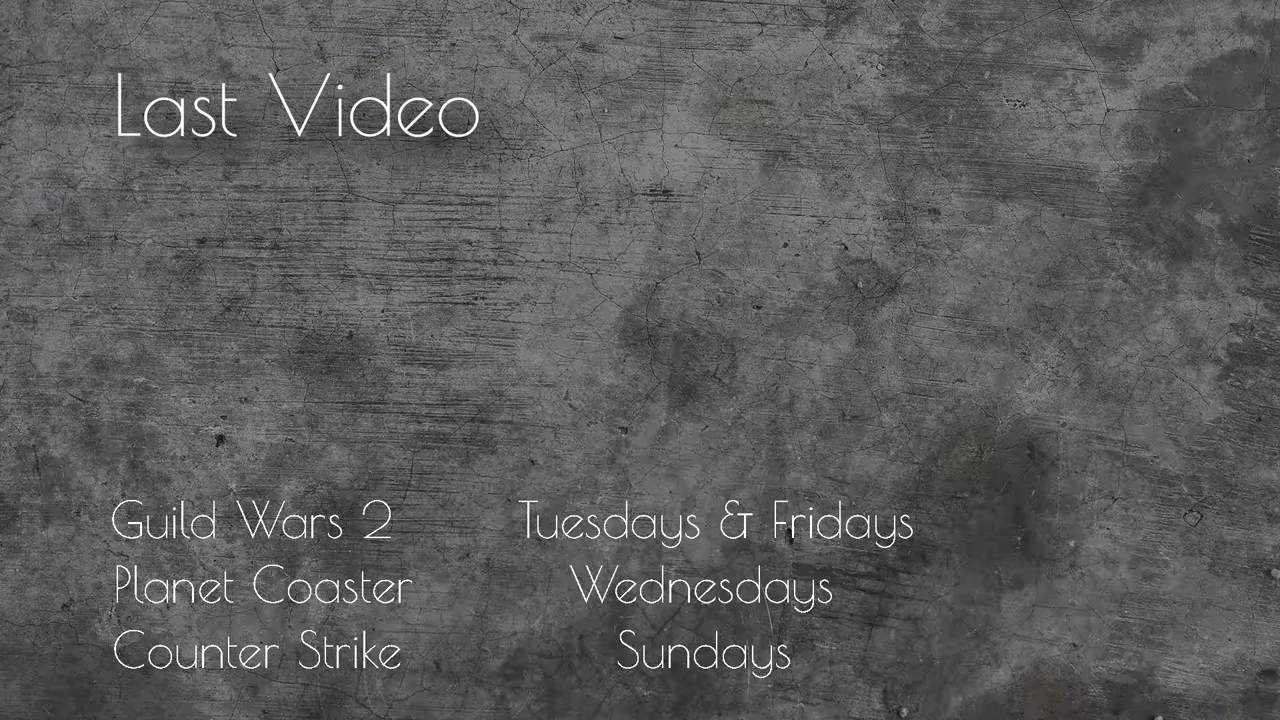 Last Video
Guild Wars 2 Tuesdays & Fridays
Planet Coaster Wednesdays
Counter Strike Sundays